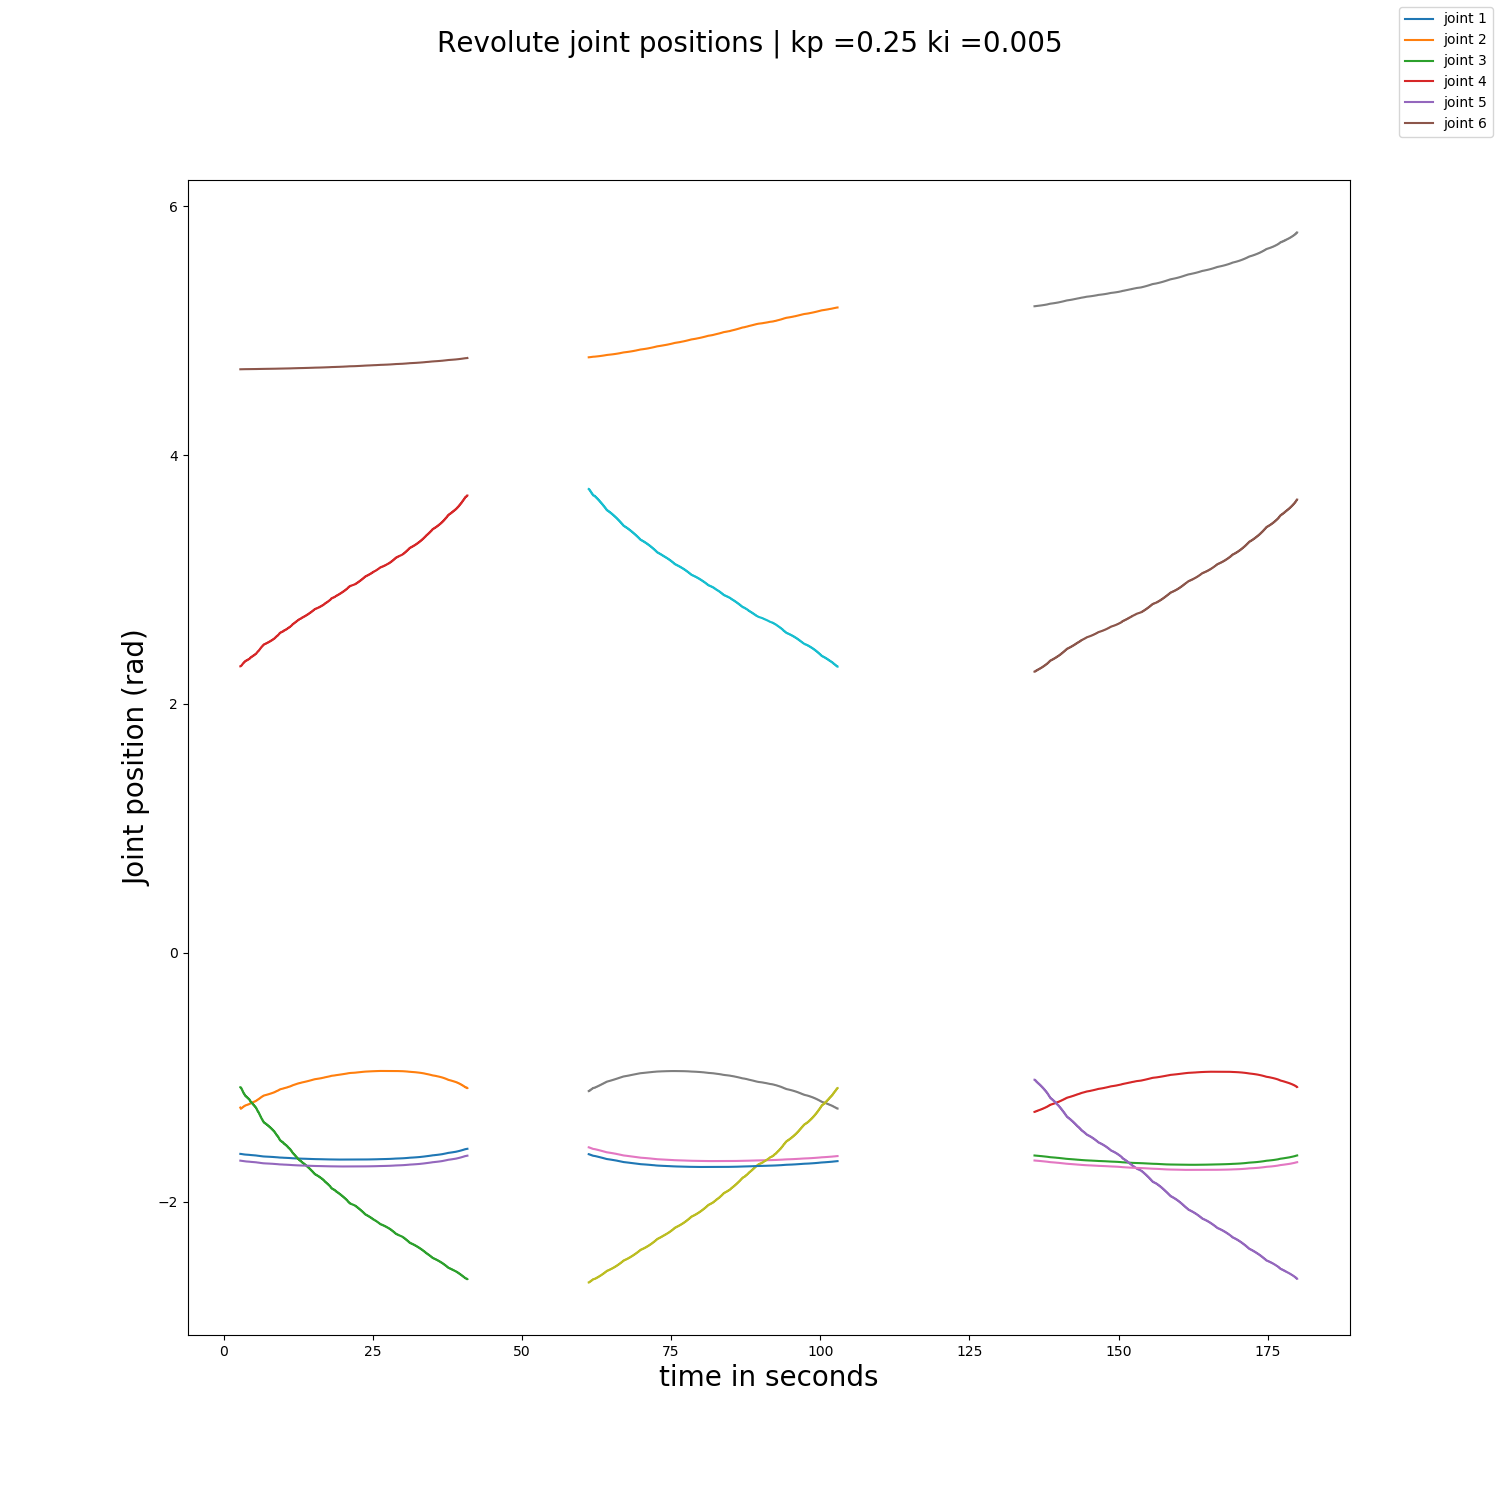 Revolute joint positions | kp =0.25 ki =0.005
joint 1
joint 2
joint 3
joint 4
joint 5
joint 6
Joint position (rad)
6
4
2
0
−2
0 25 50 75 100 125 150 175
time in seconds